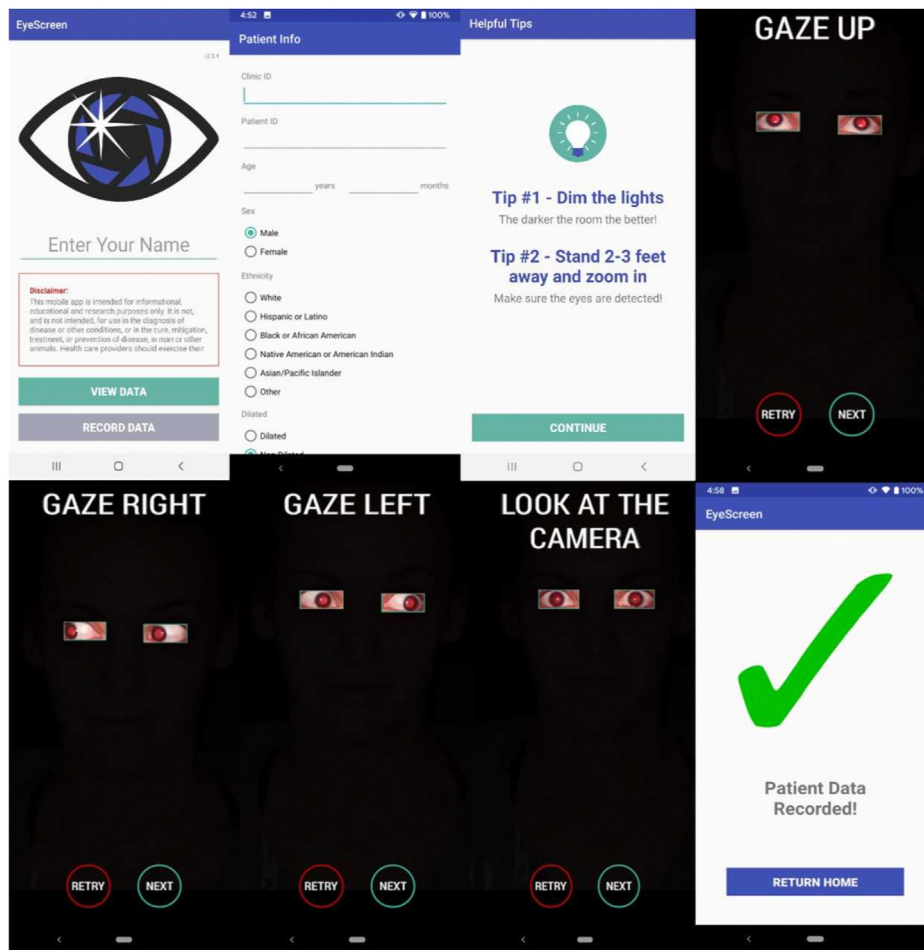 EyeScreen
v2.3.4
Enter Your Name
Disclaimer:
This mobile app is intended for informational,
educational and research purposes only. It is not,
and is not intended, for use in the diagnosis of
disease or other conditions, or in the cure, mitigation,
treatment, or prevention of disease, in man or other
animals. Health care providers should exercise their
VIEW DATA
RECORD DATA
4:52
100%
Patient Info
Clinic ID
Patient ID
Age
years
months
Sex
Male
Female
Ethnicity
White
Hispanic or Latino
Black or African American
Native American or American Indian
Asian/Pacific Islander
Other
Dilated
Dilated
Non Dilated
Helpful Tips
Tip #1 - Dim the lights
The darker the room the better!
Tip #2 - Stand 2-3 feet
away and zoom in
Make sure the eyes are detected!
CONTINUE
GAZE UP
RETRY
NEXT
GAZE RIGHT
RETRY
NEXT
GAZE LEFT
RETRY
NEXT
LOOK AT THE
CAMERA
RETRY
NEXT
4:58
100%
EyeScreen
Patient Data
Recorded!
RETURN HOME